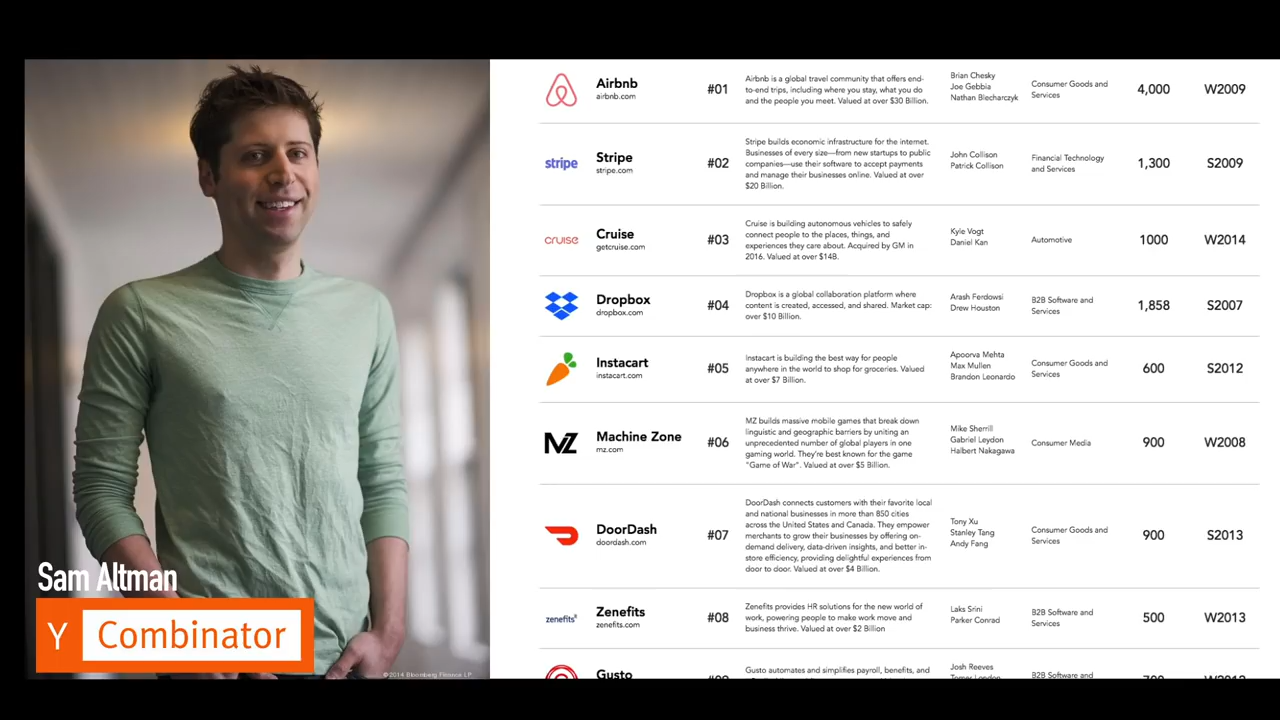 Airbnb
airbnb.com
#01
Airbnb is a global travel community that offers end-
to-end trips, including where you stay, what you do
and the people you meet. Valued at over $30 Billion.
Brian Chesky
Joe Gebbia
Nathan Blecharczyk
Consumer Goods and
Services
4,000
W2009
stripe
Stripe
stripe.com
#02
Stripe builds economic infrastructure for the internet.
Businesses of every size—from new startups to public
companies—use their software to accept payments
and manage their businesses online. Valued at over
$20 Billion.
John Collison
Patrick Collison
Financial Technology
and Services
1,300
S2009
cruise
Cruise
getcruise.com
#03
Cruise is building autonomous vehicles to safely
connect people to the places, things, and
experiences they care about. Acquired by GM in
2016. Valued at over $14B.
Kyle Vogt
Daniel Kan
Automotive
1000
W2014
Dropbox
dropbox.com
#04
Dropbox is a global collaboration platform where
content is created, accessed, and shared. Market cap:
over $10 Billion.
Arash Ferdowsi
Drew Houston
B2B Software and
Services
1,858
S2007
Instacart
instacart.com
#05
Instacart is building the best way for people
anywhere in the world to shop for groceries. Valued
at over $7 Billion.
Apoorva Mehta
Max Mullen
Brandon Leonardo
Consumer Goods and
Services
600
S2012
MZ
Machine Zone
mz.com
#06
MZ builds massive mobile games that break down
linguistic and geographic barriers by uniting an
unprecedented number of global players in one
gaming world. They're best known for the game
"Game of War". Valued at over $5 Billion.
Mike Sherrill
Gabriel Leydon
Halbert Nakagawa
Consumer Media
900
W2008
DoorDash
doordash.com
#07
DoorDash connects customers with their favorite local
and national businesses in more than 850 cities
across the United States and Canada. They empower
merchants to grow their businesses by offering on-
demand delivery, data-driven insights, and better in-
store efficiency, providing delightful experiences from
door to door. Valued at over $4 Billion.
Tony Xu
Stanley Tang
Andy Fang
Consumer Goods and
Services
900
S2013
zenefits
Zenefits
zenefits.com
#08
Zenefits provides HR solutions for the new world of
work, powering people to make work move and
business thrive. Valued at over $2 Billion
Laks Srini
Parker Conrad
B2B Software and
Services
500
W2013
Gusto
Gusto automates and simplifies payroll, benefits, and
Josh Reeves
B2B Software and
Sam Altman
Y Combinator
©2014 Bloomberg Finance LP